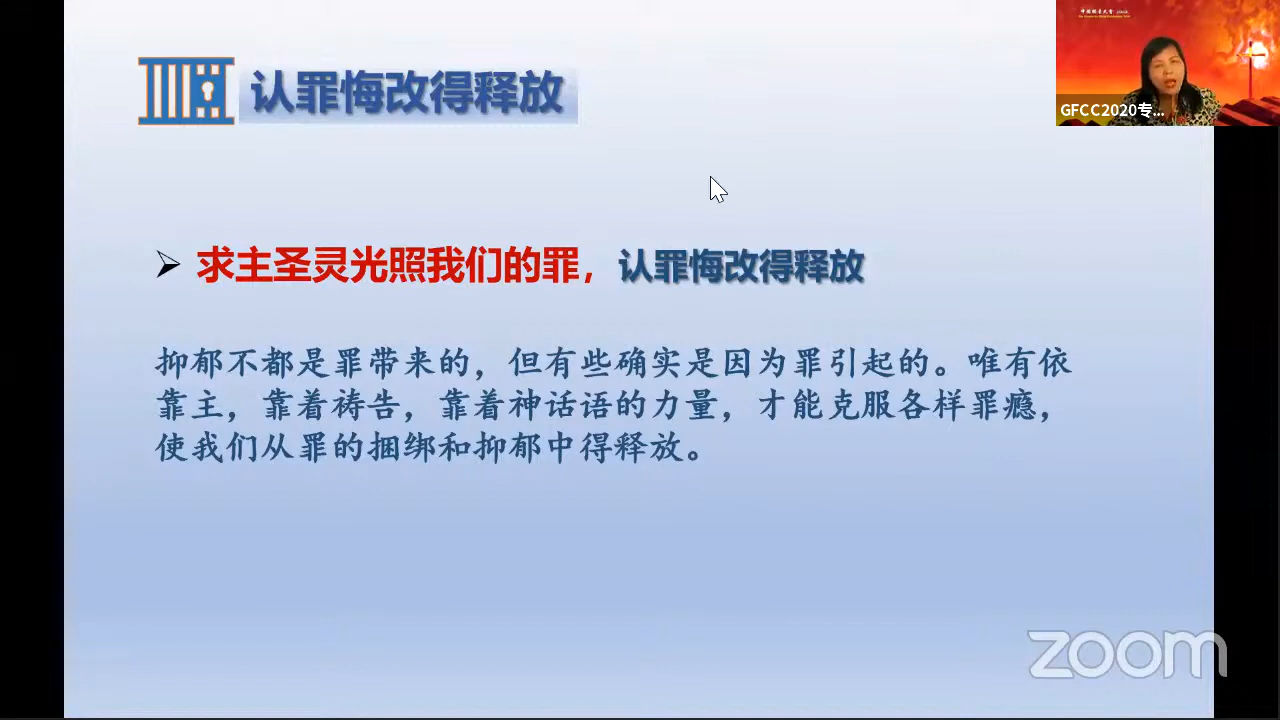 认罪悔改得释放
求主圣灵光照我们的罪，认罪悔改得释放
抑郁不都是罪带来的，但有些确实是因为罪引起的。唯有依
靠主，靠着祷告，靠着神话语的力量，才能克服各样罪瘾，
使我们从罪的捆绑和抑郁中得释放。
GFCC2020专...
zoom